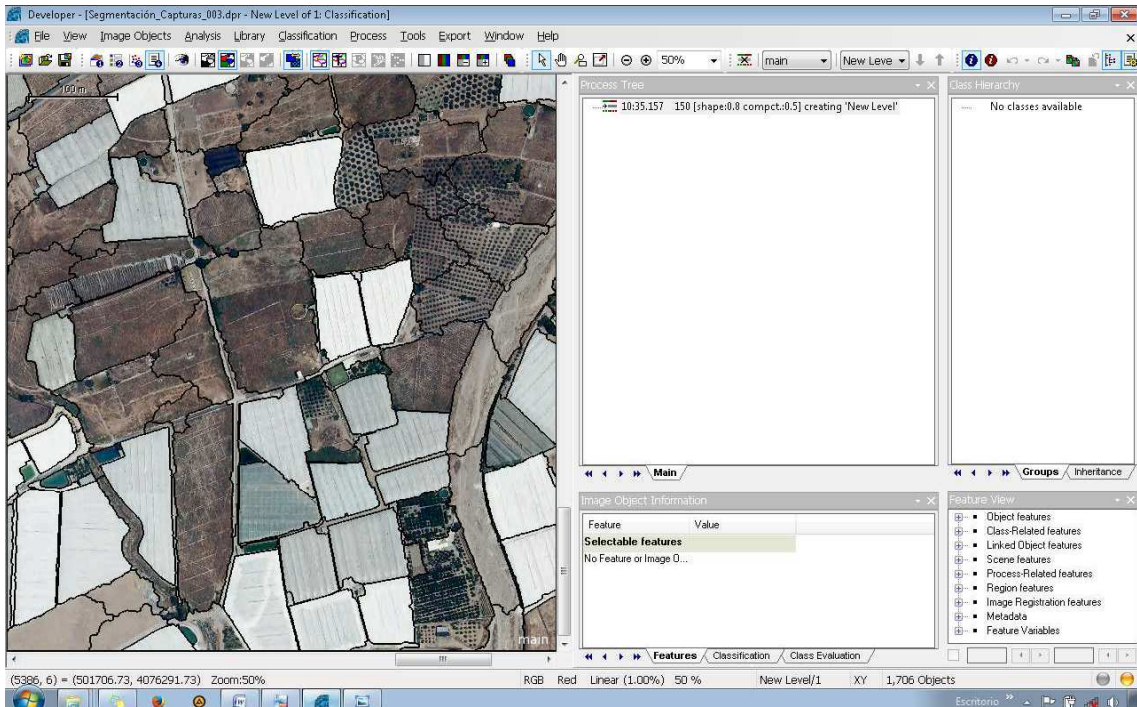 Developer - [Segmentación_Capturas_003.dpr - New Level of 1: Classification]
File View Image Objects Analysis Library Classification Process Tools Export Window Help
50% main New Leve
100 m
main
Process Tree
10:35.157 150 [shape:0.8 compct.:0.5] creating 'New Level'
Main
Class Hierarchy
No classes available
Groups Inheritance
Image Object Information
Feature Value
Selectable features
No Feature or Image O...
Features Classification Class Evaluation
Feature View
Object features
Class-Related features
Linked Object features
Scene features
Process-Related features
Region features
Image Registration features
Metadata
Feature Variables
(5386, 6) = (501706.73, 4076291.73) Zoom:50% RGB Red Linear (1.00%) 50 % New Level/1 XY 1,706 Objects
Escritorio